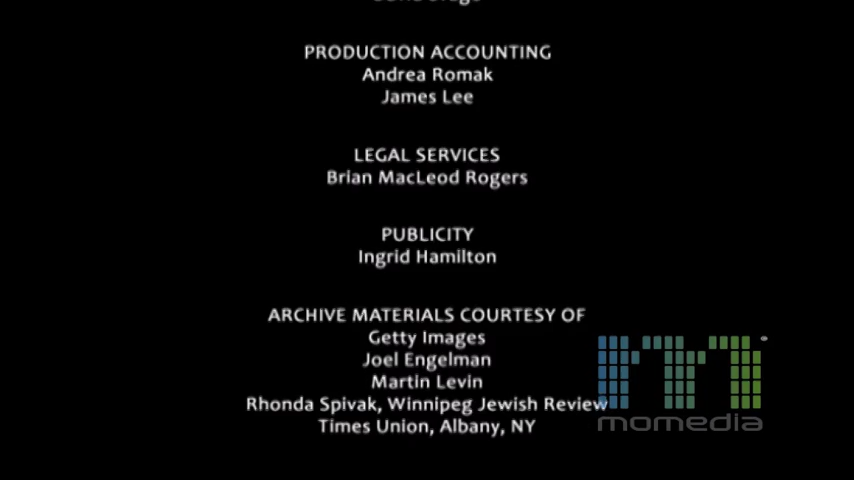 PRODUCTION ACCOUNTING
Andrea Romak
James Lee
LEGAL SERVICES
Brian MacLeod Rogers
PUBLICITY
Ingrid Hamilton
ARCHIVE MATERIALS COURTESY OF
Getty Images
Joel Engelman
Martin Levin
Rhonda Spivak, Winnipeg Jewish Review
Times Union, Albany, NY
momedia